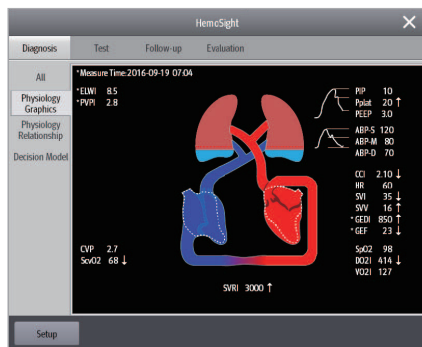 HemoSight
Diagnosis Test Follow-up Evaluation
All
Physiology
Graphics
Physiology
Relationship
Decision Model
*Measure Time:2016-09-19 07:04
*ELWI 8.5
*PVPI 2.8
PIP 10
Pplat 20 ↑
PEEP 3.0
ABP-S 120
ABP-M 80
ABP-D 70
CCI 2.10 ↓
HR 60
SVI 35 ↓
SVV 16 ↑
*GEDI 850 ↑
*GEF 23 ↓
CVP 2.7
ScvO2 68 ↓
SpO2 98
DO2I 414 ↓
VO2I 127
SVRI 3000 ↑
Setup